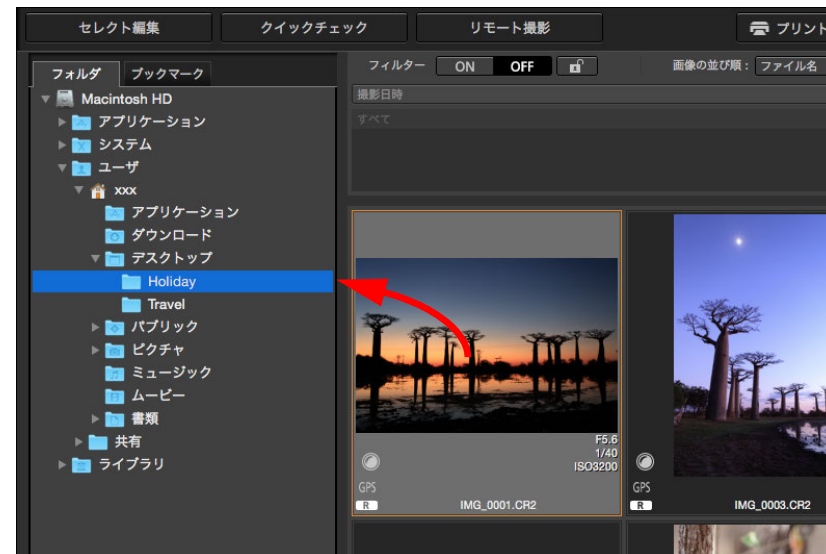 セレクト編集 クイックチェック リモート撮影 プリント
フォルダ ブックマーク
フィルター ON OFF 画像の並び順： ファイル名
撮影日時
すべて
Macintosh HD
アプリケーション
システム
ユーザ
xxx
アプリケーション
ダウンロード
デスクトップ
Holiday
Travel
パブリック
ピクチャ
ミュージック
ムービー
書類
共有
ライブラリ
F5.6
1/40
ISO3200
GPS
R
IMG_0001.CR2
GPS
R
IMG_0003.CR2